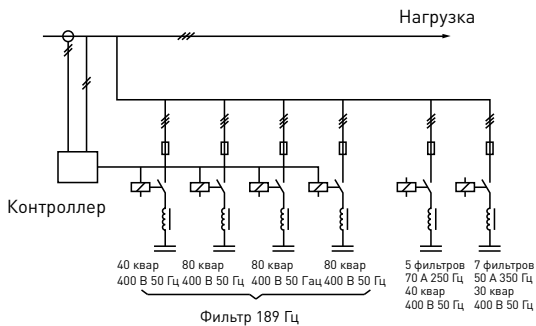 Нагрузка
Контроллер
40 квар
400 В 50 Гц
80 квар
400 В 50 Гц
80 квар
400 В 50 Гац
80 квар
400 В 50 Гц
5 фильтров
70 А 250 Гц
40 квар
400 В 50 Гц
7 фильтров
50 А 350 Гц
30 квар
400 В 50 Гц
Фильтр 189 Гц